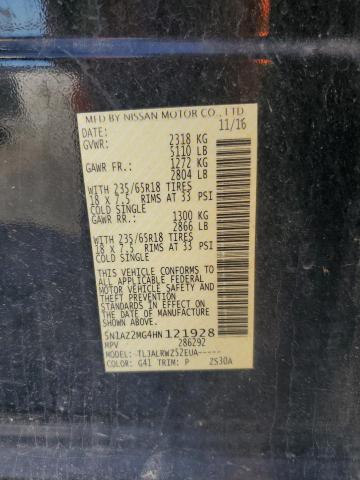 MFD BY NISSAN MOTOR CO., LTD
DATE: 11/16
GVWR: 2318 KG
5110 LB
GAWR FR.: 1272 KG
2804 LB
WITH 235/65R18 TIRES
18 X 7.5 RIMS AT 33 PSI
COLD SINGLE
GAWR RR.: 1300 KG
2866 LB
WITH 235/65R18 TIRES
18 X 7.5 RIMS AT 33 PSI
COLD SINGLE
THIS VEHICLE CONFORMS TO
ALL APPLICABLE FEDERAL
MOTOR VEHICLE SAFETY AND
THEFT PREVENTION STANDARDS
IN EFFECT ON THE DATE OF
MANUFACTURE SHOWN ABOVE.
5N1AZ2MG4HN121928
MPV 286292
-TLJALRWZ52EUA-----
COLOR: G41 TRIM: P 2S30A